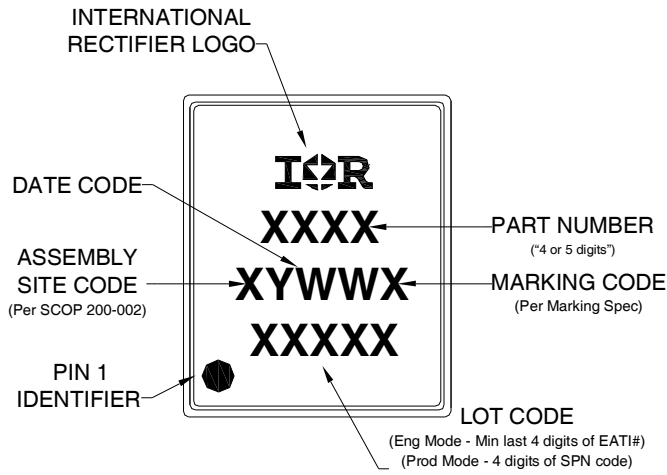 INTERNATIONAL
RECTIFIER LOGO
IOR
DATE CODE
XXXX
PART NUMBER
(“4 or 5 digits”)
ASSEMBLY
SITE CODE
(Per SCOP 200-002)
XYWWX
MARKING CODE
(Per Marking Spec)
XXXXX
PIN 1
IDENTIFIER
LOT CODE
(Eng Mode - Min last 4 digits of EATI#)
(Prod Mode - 4 digits of SPN code)